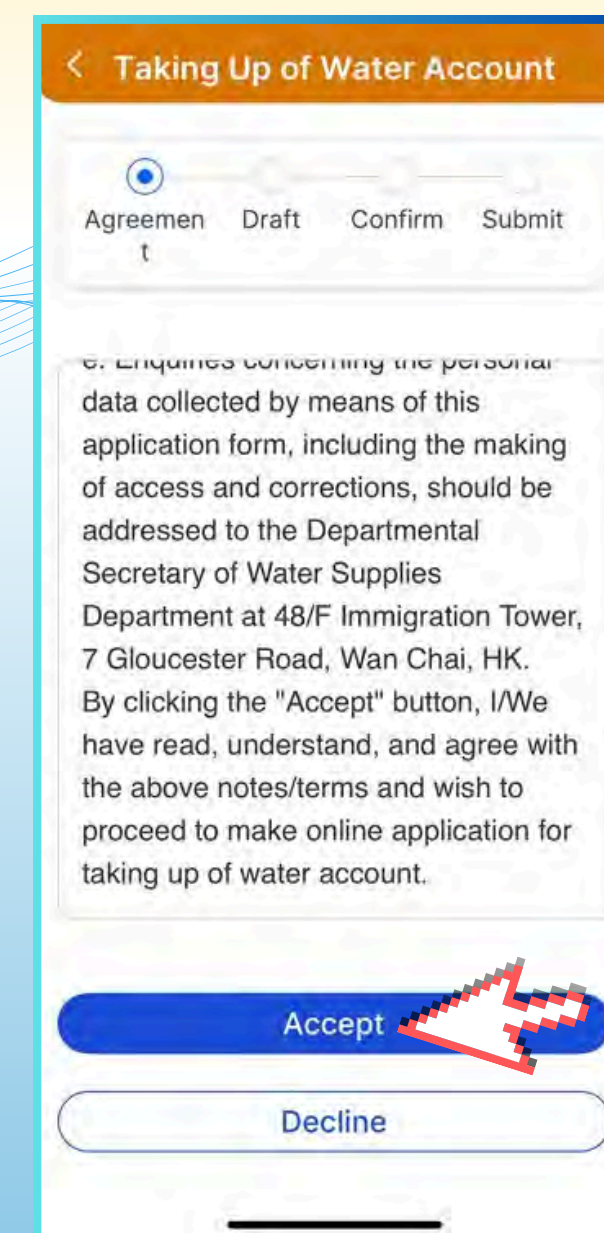 Taking Up of Water Account
Agreemen
t
Draft
Confirm
Submit
e. Enquiries concerning the personal
data collected by means of this
application form, including the making
of access and corrections, should be
addressed to the Departmental
Secretary of Water Supplies
Department at 48/F Immigration Tower,
7 Gloucester Road, Wan Chai, HK.
By clicking the "Accept" button, I/We
have read, understand, and agree with
the above notes/terms and wish to
proceed to make online application for
taking up of water account.
Accept
Decline